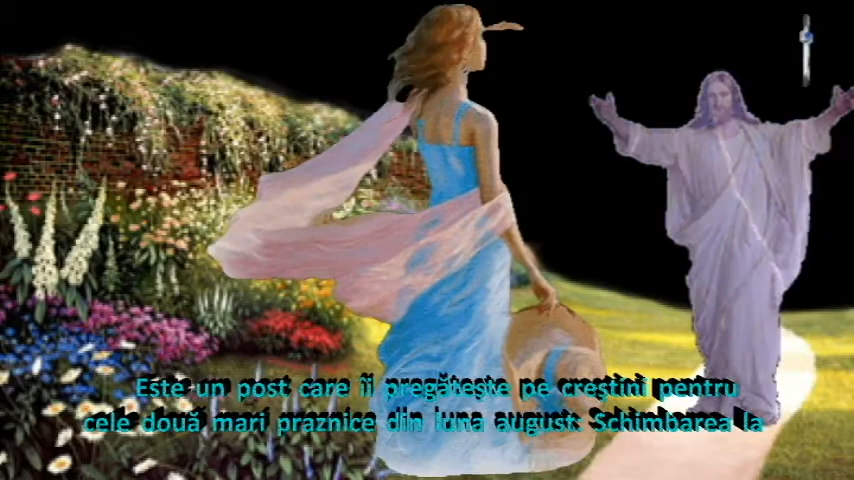 Este un post care îi pregătește pe creștini pentru
cele două mari praznice din luna august: Schimbarea la